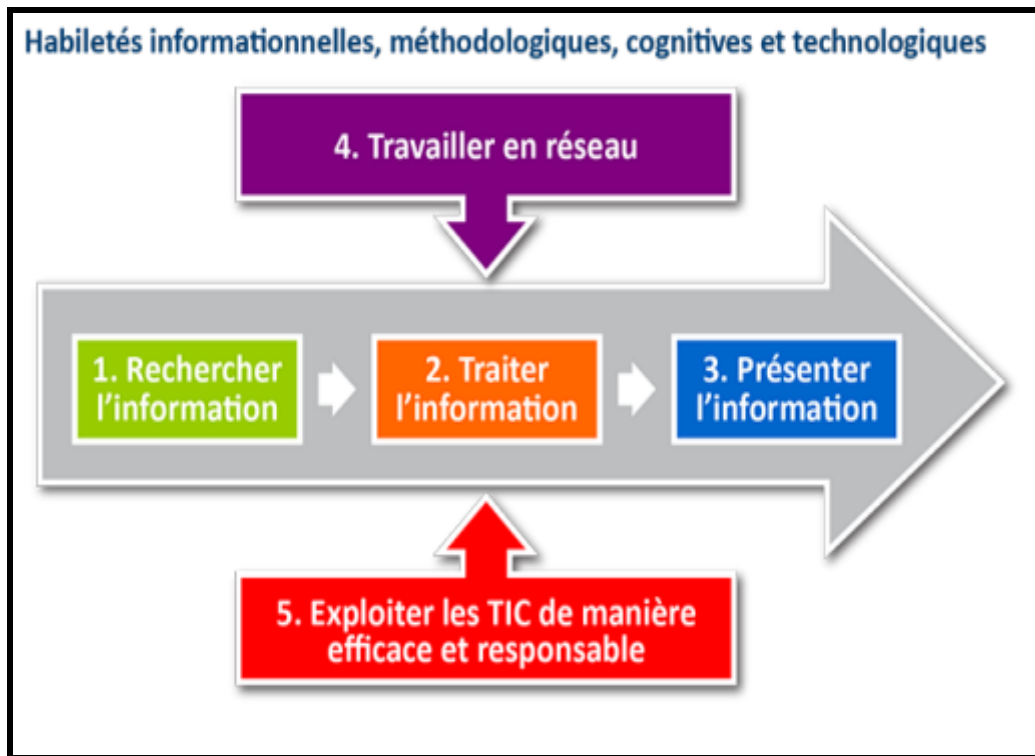 Habiletés informationnelles, méthodologiques, cognitives et technologiques
4. Travailler en réseau
1. Rechercher
l'information
2. Traiter
l'information
3. Présenter
l'information
5. Exploiter les TIC de manière
efficace et responsable